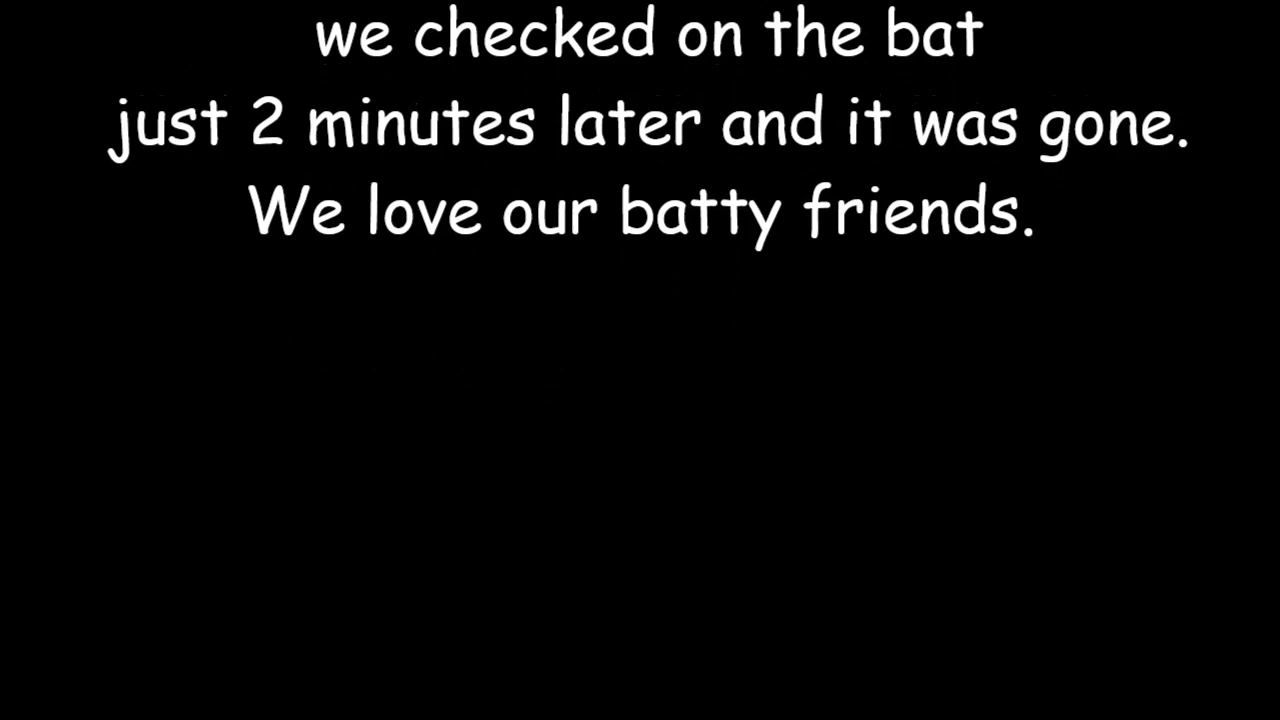 we checked on the bat
just 2 minutes later and it was gone.
We love our batty friends.